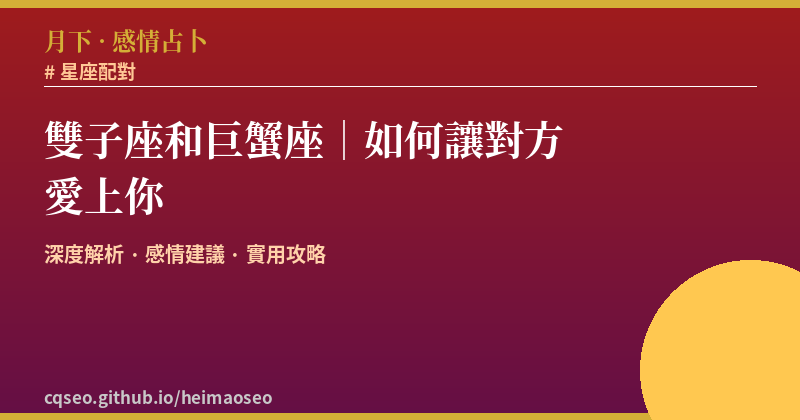 月下 · 感情占卜
# 星座配對
雙子座和巨蟹座｜如何讓對方
愛上你
深度解析 · 感情建議 · 實用攻略
cqseo.github.io/heimaoseo